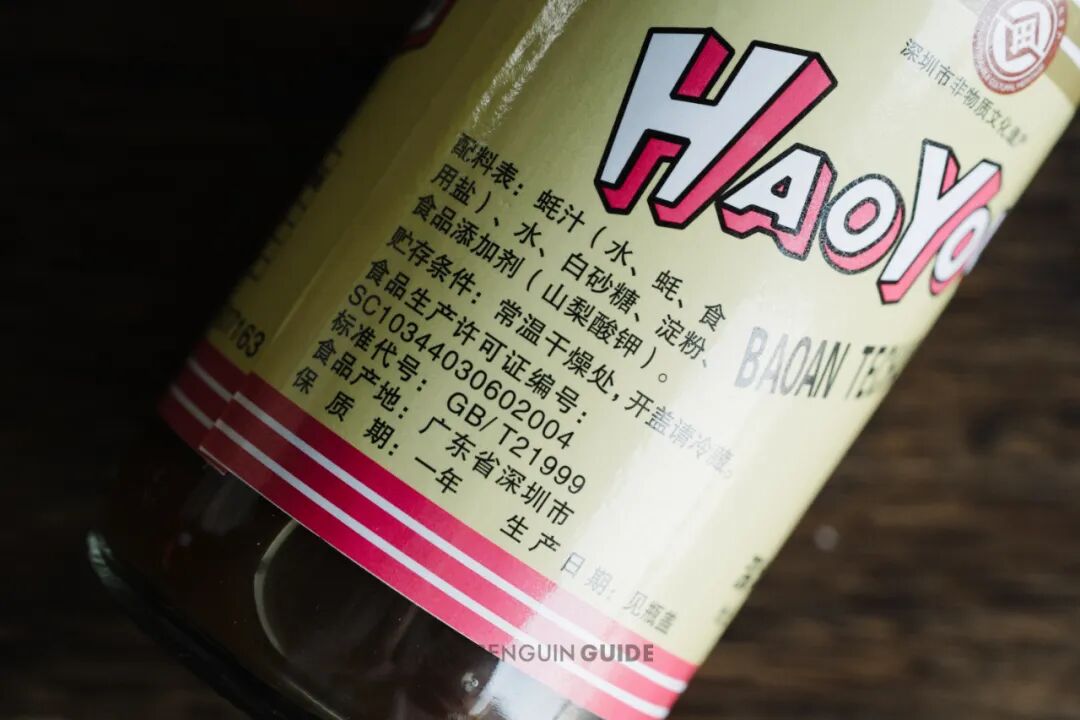 深圳市非物质文化遗产
HAOYO
BAOAN TEC
配料表：蚝汁（水、蚝、食
用盐）、水、白砂糖、淀粉、
食品添加剂（山梨酸钾）。
贮存条件：常温干燥处，开盖请冷藏。
食品生产许可证编号：
SC10344030602004
标准代号：GB/T21999
食品产地：广东省深圳市
保质期：一年
生产日期：见瓶盖
7163
PENGUIN GUIDE